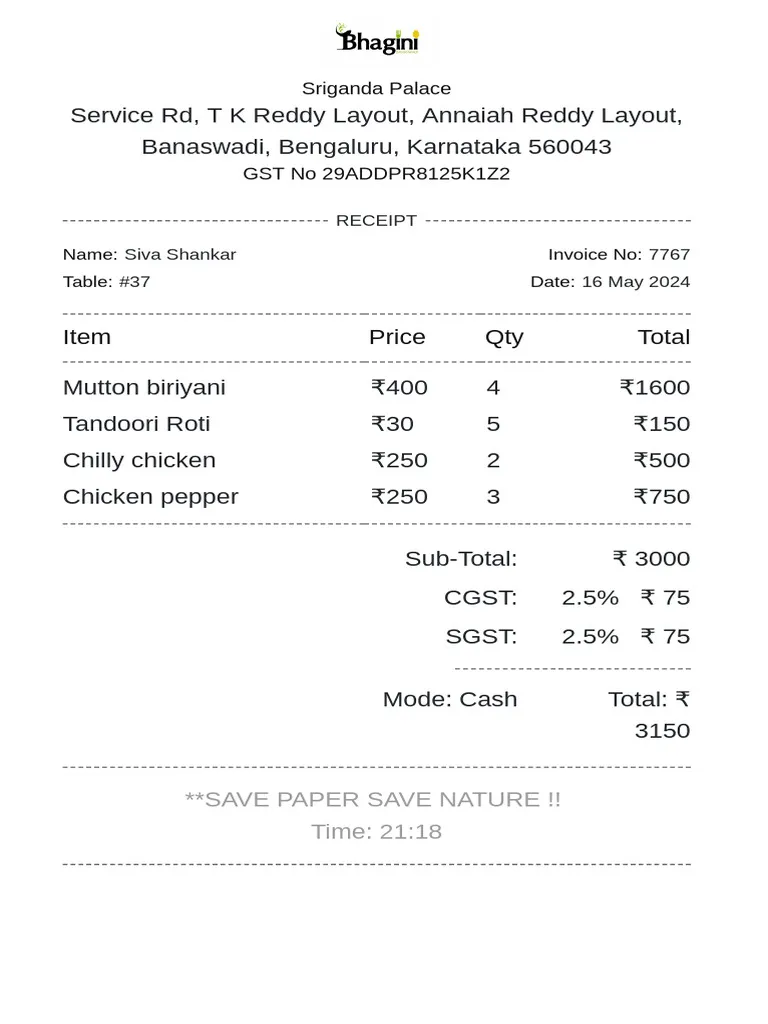 Bhagini
Sriganda Palace
Service Rd, T K Reddy Layout, Annaiah Reddy Layout,
Banaswadi, Bengaluru, Karnataka 560043
GST No 29ADDPR8125K1Z2
RECEIPT
Name: Siva Shankar Invoice No: 7767
Table: #37 Date: 16 May 2024
Item Price Qty Total
Mutton biriyani ₹400 4 ₹1600
Tandoori Roti ₹30 5 ₹150
Chilly chicken ₹250 2 ₹500
Chicken pepper ₹250 3 ₹750
Sub-Total: ₹ 3000
CGST: 2.5% ₹ 75
SGST: 2.5% ₹ 75
Mode: Cash Total: ₹
3150
**SAVE PAPER SAVE NATURE !!
Time: 21:18